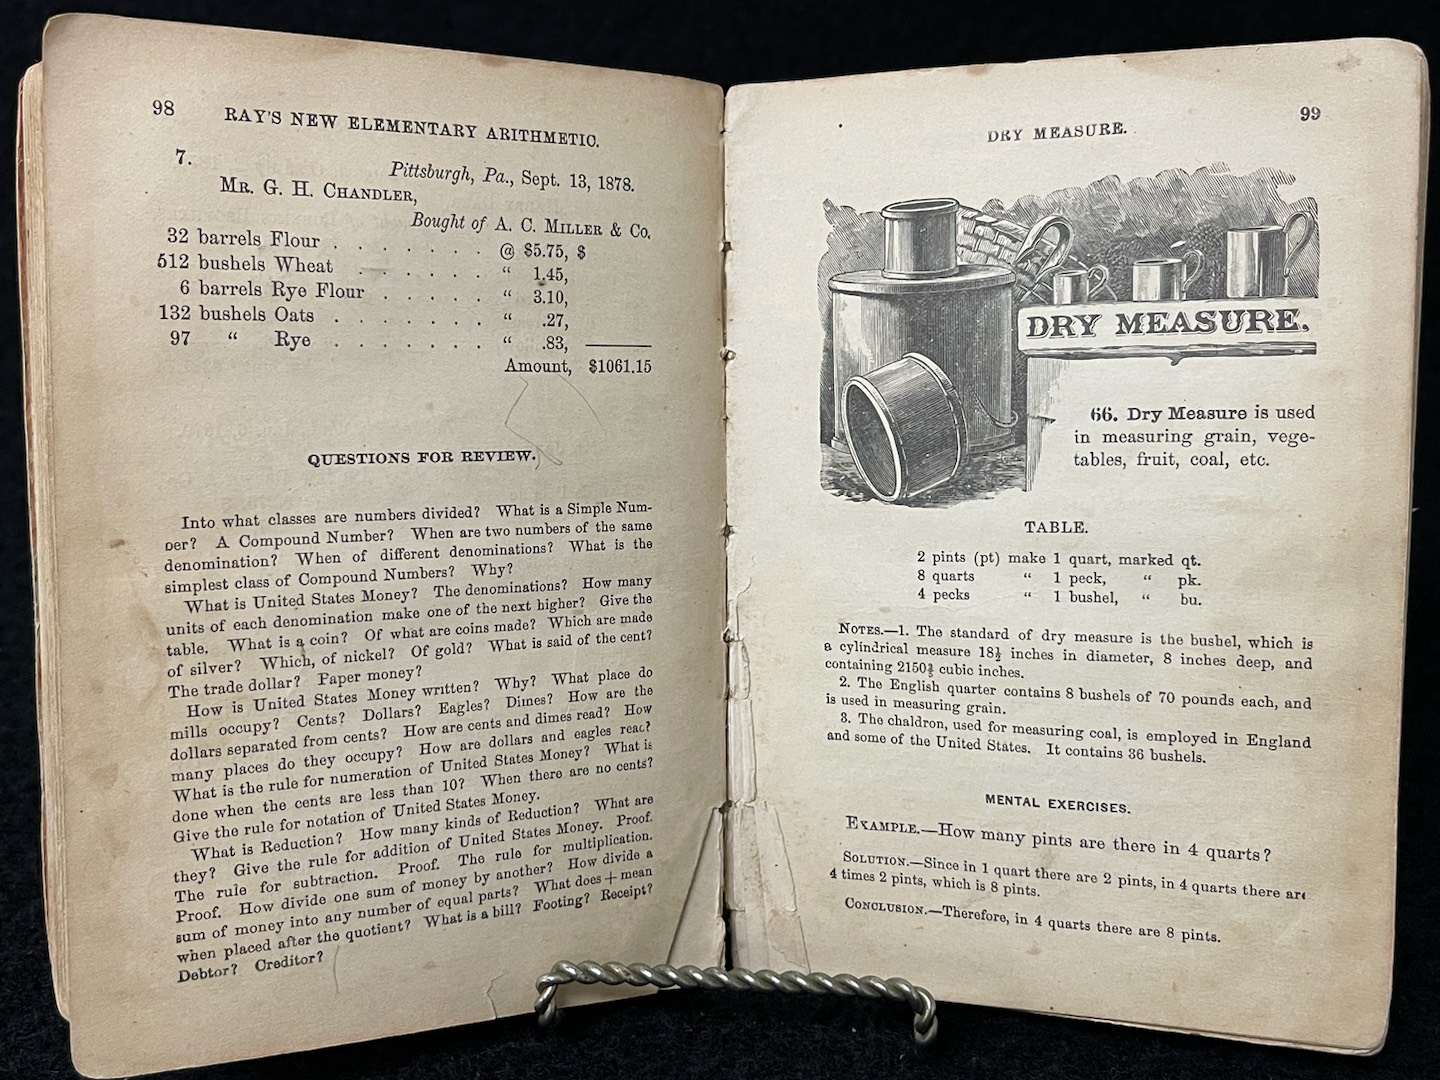 98 RAY'S NEW ELEMENTARY ARITHMETIC.
7. Pittsburgh, Pa., Sept. 13, 1878.
MR. G. H. CHANDLER,
Bought of A. C. MILLER & Co.
32 barrels Flour . . . . . . . @ $5.75, $
512 bushels Wheat . . . . . . “ 1.45,
6 barrels Rye Flour . . . . . “ 3.10,
132 bushels Oats . . . . . . . “ .27,
97 “ Rye . . . . . . . “ .83,
Amount, $1061.15
QUESTIONS FOR REVIEW.
Into what classes are numbers divided? What is a Simple Num-
ber? A Compound Number? When are two numbers of the same
denomination? When of different denominations? What is the
simplest class of Compound Numbers? Why?
What is United States Money? The denominations? How many
units of each denomination make one of the next higher? Give the
table. What is a coin? Of what are coins made? Which are made
of silver? Which, of nickel? Of gold? What is said of the cent?
The trade dollar? Paper money?
How is United States Money written? Why? What place do
mills occupy? Cents? Dollars? Eagles? Dimes? How are the
dollars separated from cents? How are cents and dimes read? How
many places do they occupy? How are dollars and eagles read?
What is the rule for numeration of United States Money? What is
done when the cents are less than 10? When there are no cents?
Give the rule for notation of United States Money.
What is Reduction? How many kinds of Reduction? What are
they? Give the rule for addition of United States Money. Proof.
The rule for subtraction. Proof. The rule for multiplication.
Proof. How divide one sum of money by another? How divide a
sum of money into any number of equal parts? What does + mean
when placed after the quotient? What is a bill? Footing? Receipt?
Debtor? Creditor?
DRY MEASURE. 99
DRY MEASURE.
66. Dry Measure is used
in measuring grain, vege-
tables, fruit, coal, etc.
TABLE.
2 pints (pt) make 1 quart, marked qt.
8 quarts “ 1 peck, “ pk.
4 pecks “ 1 bushel, “ bu.
NOTES.—1. The standard of dry measure is the bushel, which is
a cylindrical measure 18½ inches in diameter, 8 inches deep, and
containing 2150⅖ cubic inches.
2. The English quarter contains 8 bushels of 70 pounds each, and
is used in measuring grain.
3. The chaldron, used for measuring coal, is employed in England
and some of the United States. It contains 36 bushels.
MENTAL EXERCISES.
EXAMPLE.—How many pints are there in 4 quarts?
SOLUTION.—Since in 1 quart there are 2 pints, in 4 quarts there are
4 times 2 pints, which is 8 pints.
CONCLUSION.—Therefore, in 4 quarts there are 8 pints.